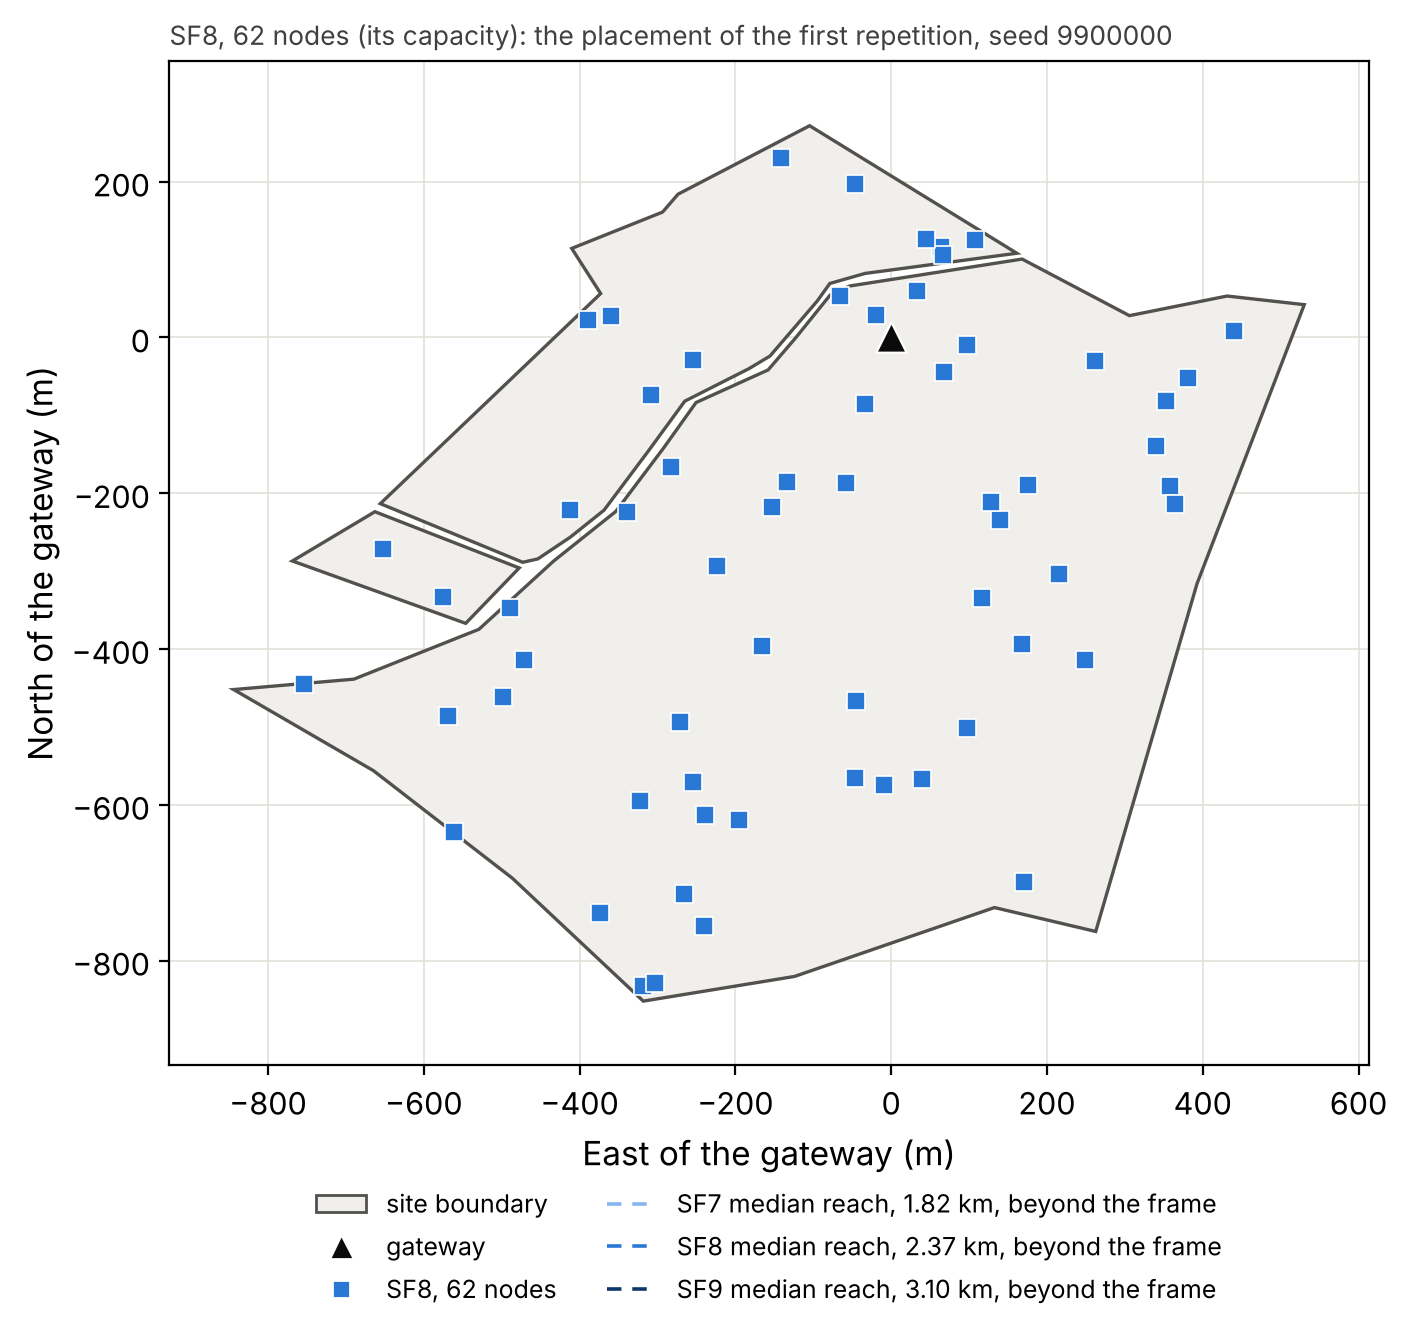 SF8, 62 nodes (its capacity): the placement of the first repetition, seed 9900000
North of the gateway (m)
200
0
−200
−400
−600
−800
−800
−600
−400
−200
0
200
400
600
East of the gateway (m)
site boundary
gateway
SF8, 62 nodes
SF7 median reach, 1.82 km, beyond the frame
SF8 median reach, 2.37 km, beyond the frame
SF9 median reach, 3.10 km, beyond the frame